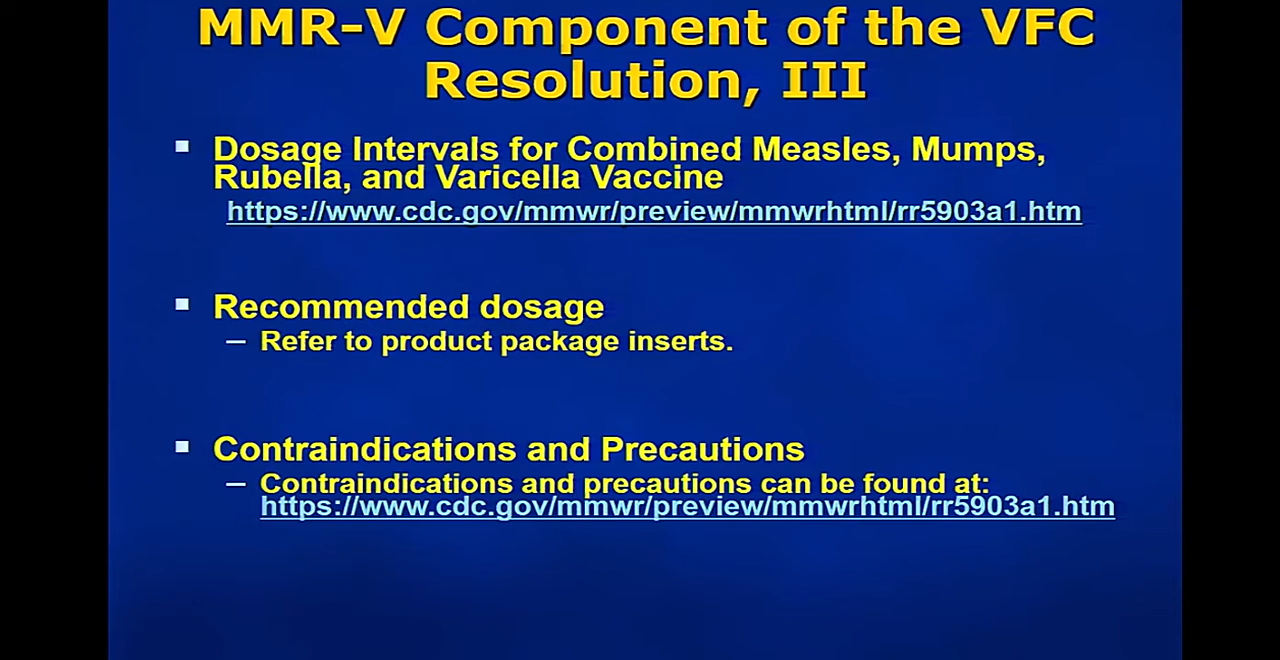 MMR-V Component of the VFC
Resolution, III
▪ Dosage Intervals for Combined Measles, Mumps,
Rubella, and Varicella Vaccine
https://www.cdc.gov/mmwr/preview/mmwrhtml/rr5903a1.htm
▪ Recommended dosage
– Refer to product package inserts.
▪ Contraindications and Precautions
– Contraindications and precautions can be found at:
https://www.cdc.gov/mmwr/preview/mmwrhtml/rr5903a1.htm